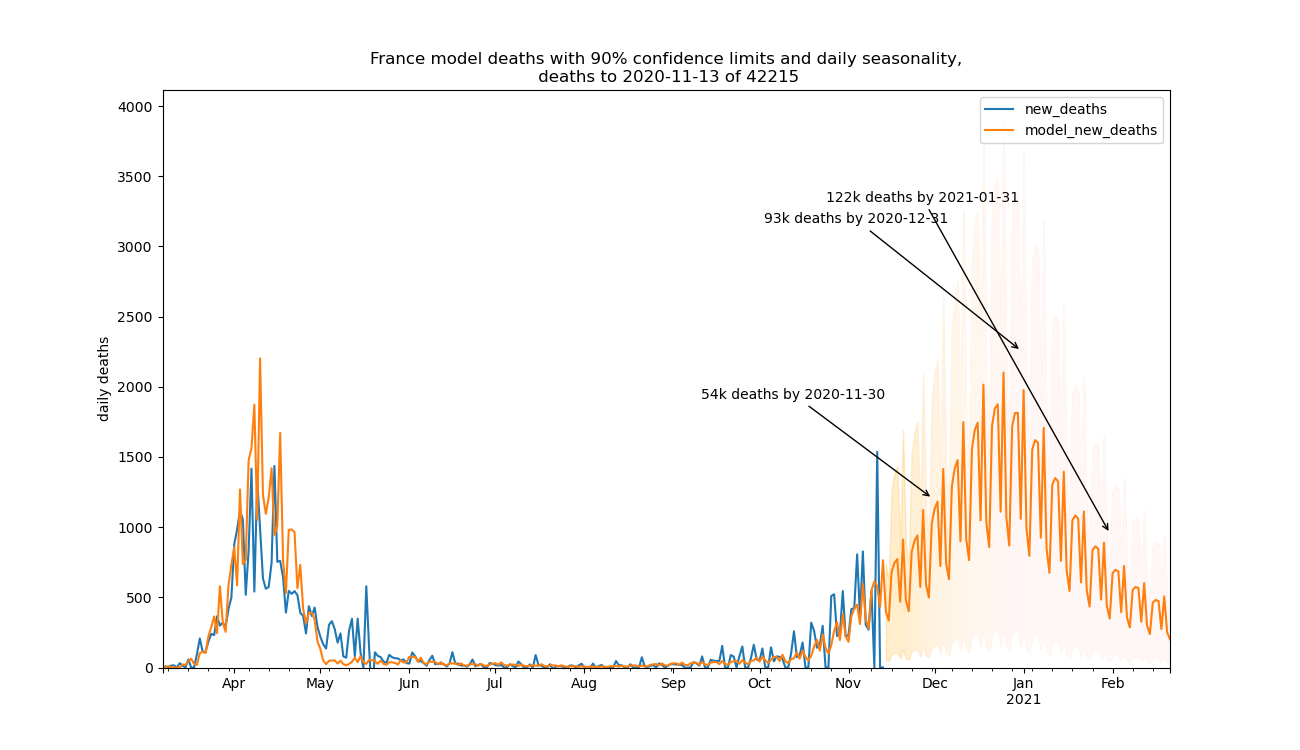 France model deaths with 90% confidence limits and daily seasonality,
deaths to 2020-11-13 of 42215
new_deaths
model_new_deaths
122k deaths by 2021-01-31
93k deaths by 2020-12-31
54k deaths by 2020-11-30
daily deaths
4000
3500
3000
2500
2000
1500
1000
500
0
Apr May Jun Jul Aug Sep Oct Nov Dec Jan Feb
2021